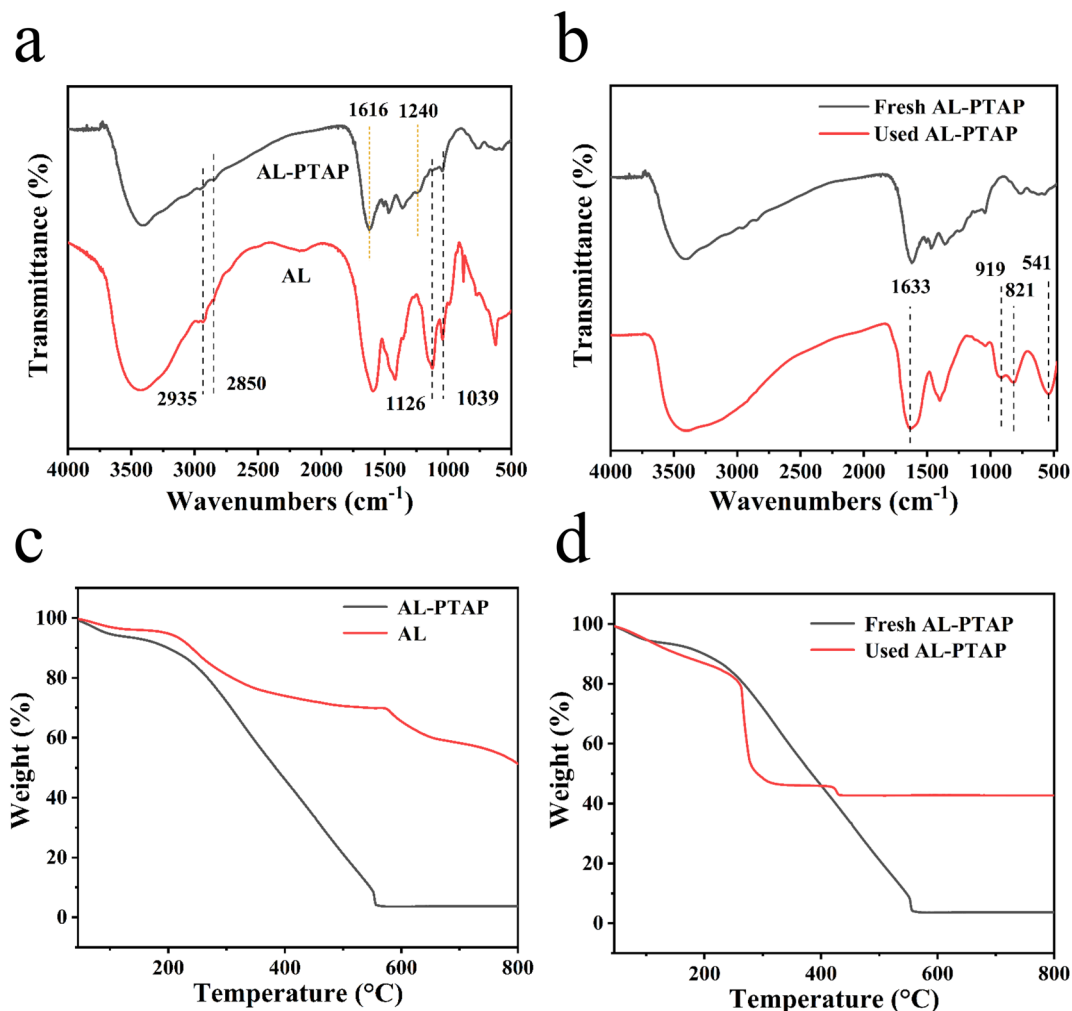 a
1616
1240
AL-PTAP
AL
2935
2850
1126
1039
Transmittance (%)
4000 3500 3000 2500 2000 1500 1000 500
Wavenumbers (cm-1)
b
Fresh AL-PTAP
Used AL-PTAP
1633
919
821
541
Transmittance (%)
4000 3500 3000 2500 2000 1500 1000 500
Wavenumbers (cm-1)
c
AL-PTAP
AL
Weight (%)
100
80
60
40
20
0
200 400 600 800
Temperature (°C)
d
Fresh AL-PTAP
Used AL-PTAP
Weight (%)
100
80
60
40
20
0
200 400 600 800
Temperature (°C)